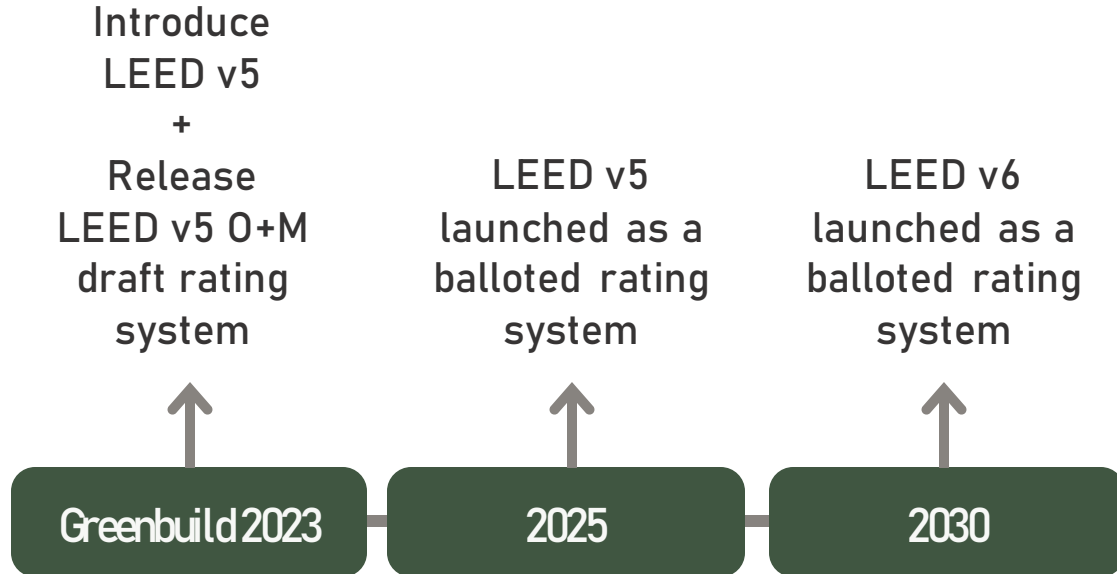 Introduce
LEED v5
+
Release
LEED v5 O+M
draft rating
system
LEED v5
launched as a
balloted rating
system
LEED v6
launched as a
balloted rating
system
Greenbuild 2023
2025
2030